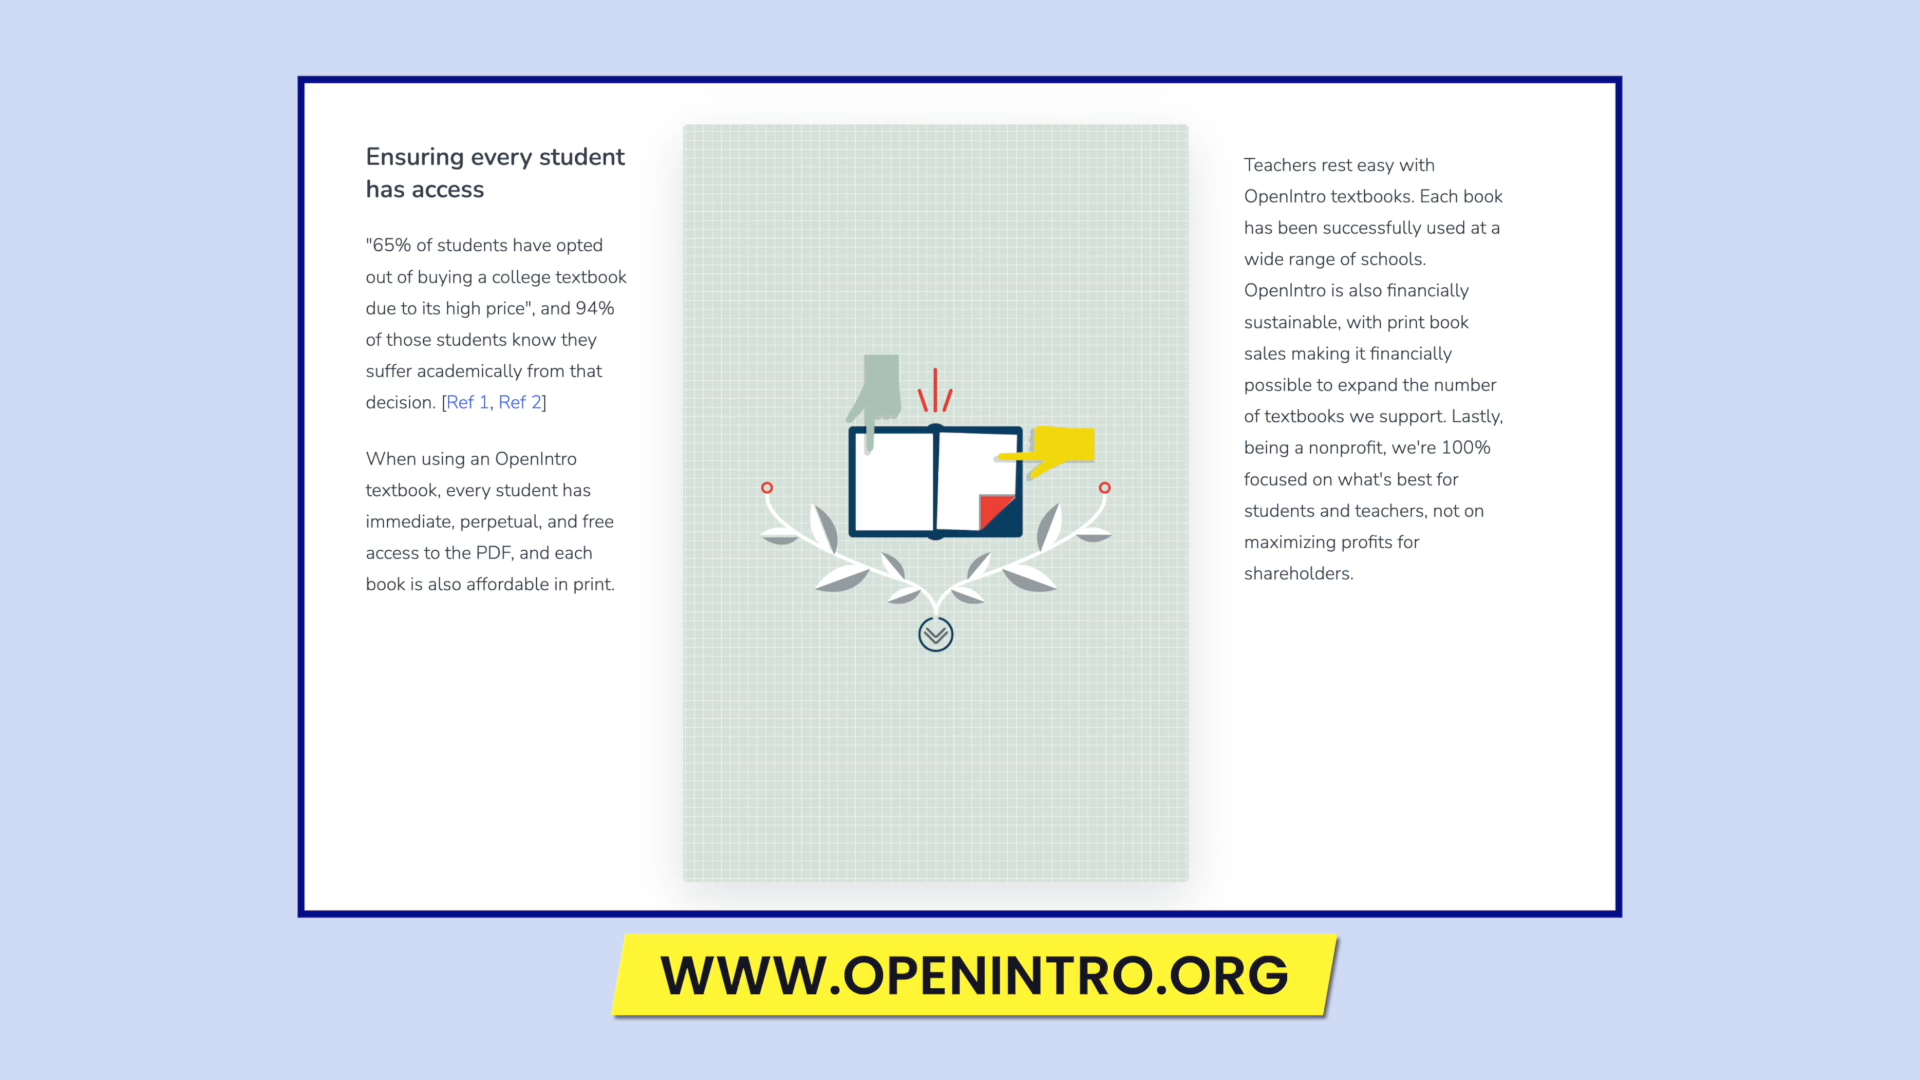 Ensuring every student
has access
"65% of students have opted
out of buying a college textbook
due to its high price", and 94%
of those students know they
suffer academically from that
decision. [Ref 1, Ref 2]
When using an OpenIntro
textbook, every student has
immediate, perpetual, and free
access to the PDF, and each
book is also affordable in print.
Teachers rest easy with
OpenIntro textbooks. Each book
has been successfully used at a
wide range of schools.
OpenIntro is also financially
sustainable, with print book
sales making it financially
possible to expand the number
of textbooks we support. Lastly,
being a nonprofit, we're 100%
focused on what's best for
students and teachers, not on
maximizing profits for
shareholders.
WWW.OPENINTRO.ORG